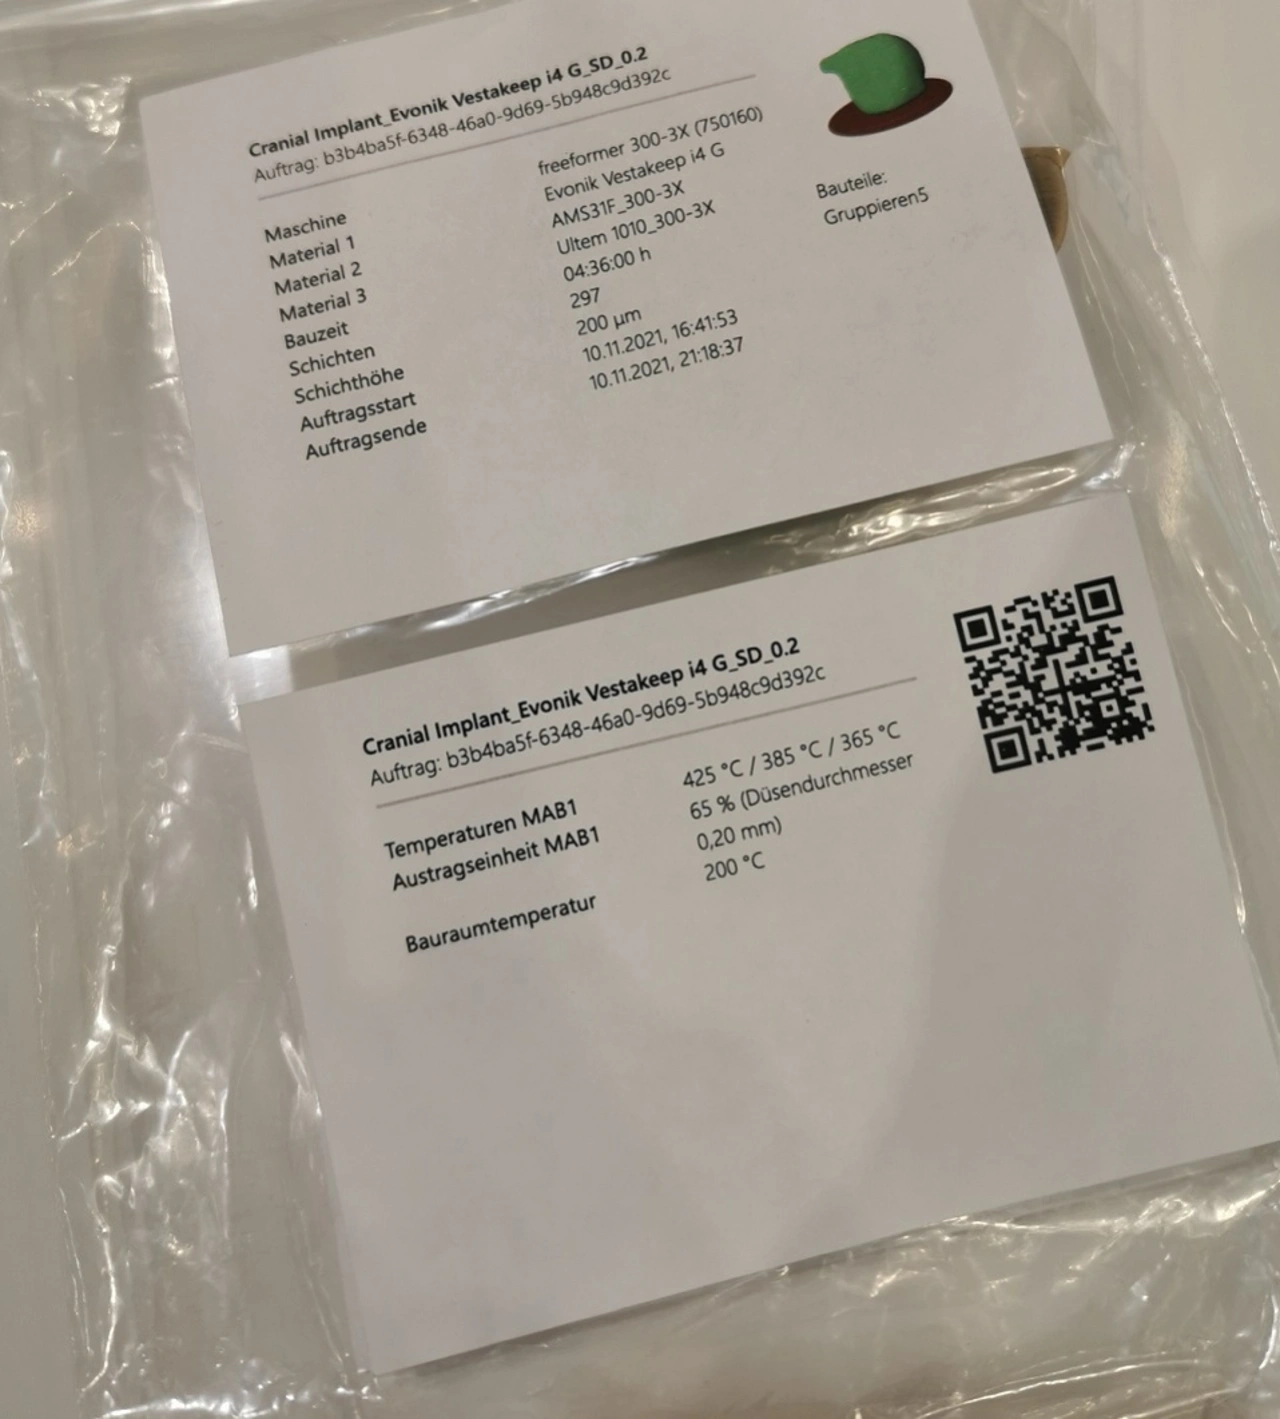 Cranial Implant_Evonik Vestakeep i4 G_SD_0.2
Auftrag: b3b4ba5f-6348-46a0-9d69-5b948c9d392c
Maschine freeformer 300-3X (750160)
Material 1 Evonik Vestakeep i4 G
Material 2 AMS31F_300-3X
Material 3 Ultem 1010_300-3X
Bauzeit 04:36:00 h
Schichten 297
Schichthöhe 200 µm
Auftragsstart 10.11.2021, 16:41:53
Auftragsende 10.11.2021, 21:18:37
Bauteile:
Gruppieren5
Cranial Implant_Evonik Vestakeep i4 G_SD_0.2
Auftrag: b3b4ba5f-6348-46a0-9d69-5b948c9d392c
Temperaturen MAB1 425 °C / 385 °C / 365 °C
Austragseinheit MAB1 65 % (Düsendurchmesser
0,20 mm)
Bauraumtemperatur 200 °C